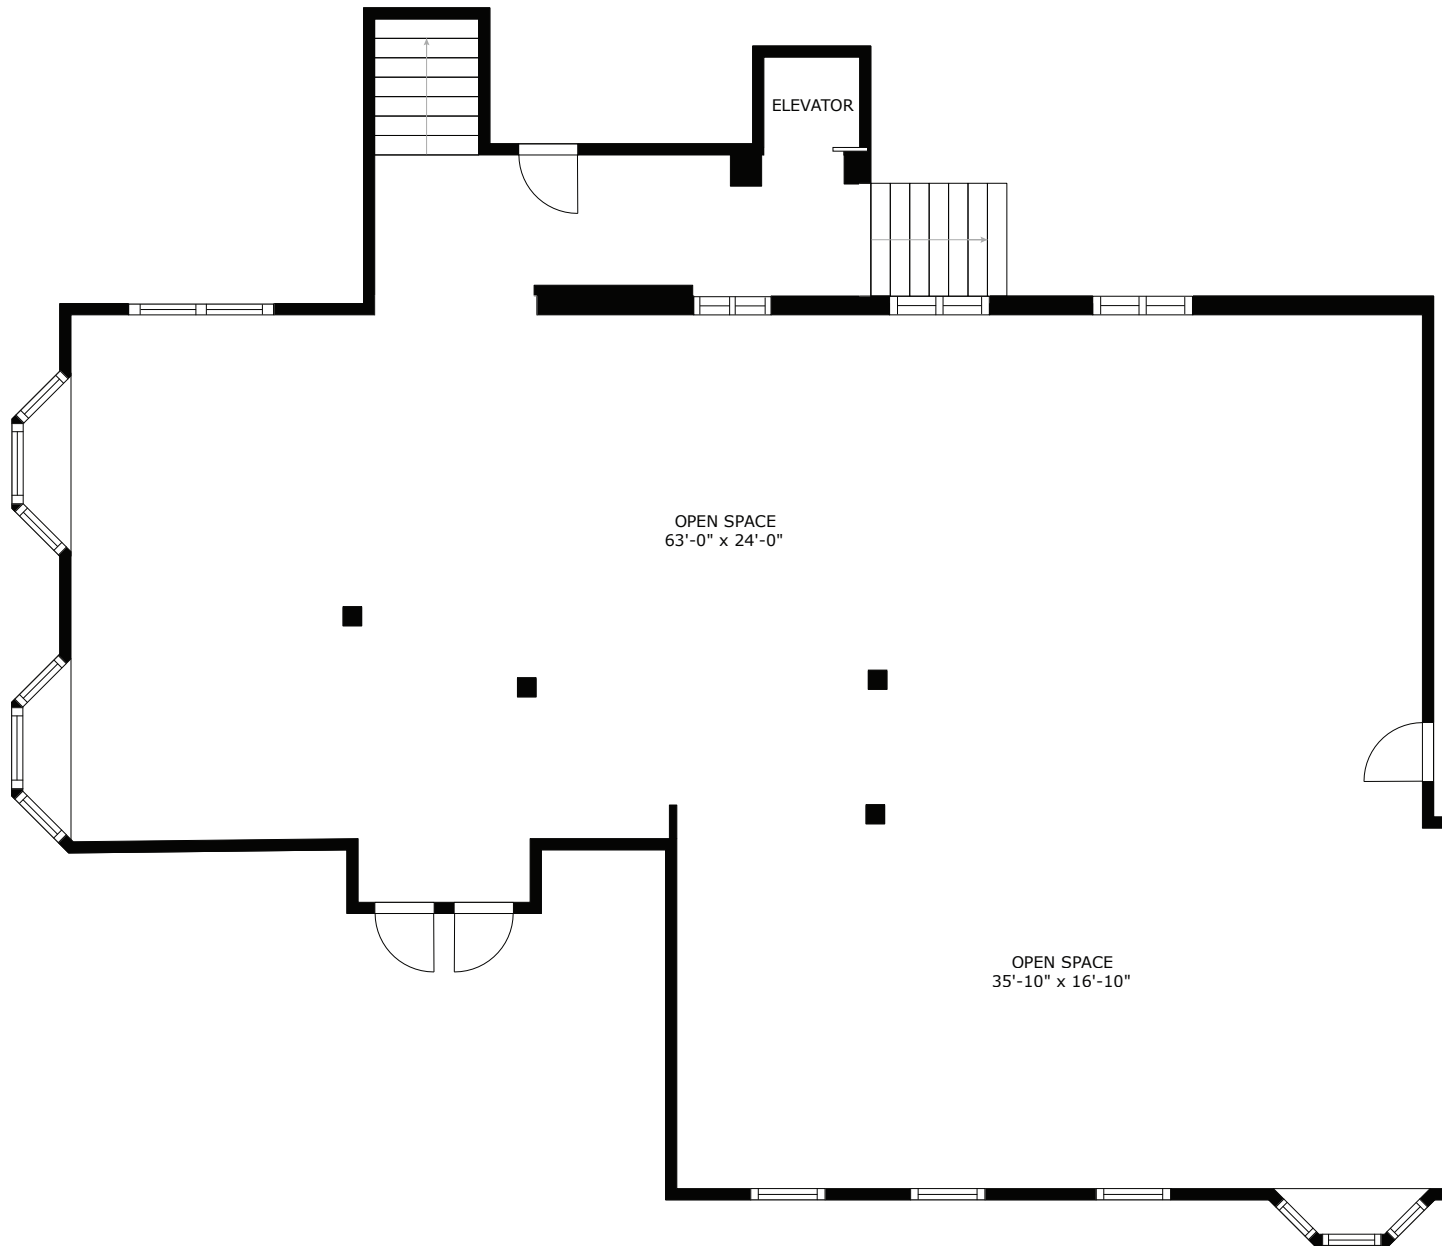 ELEVATOR
OPEN SPACE
63'-0" x 24'-0"
OPEN SPACE
35'-10" x 16'-10"